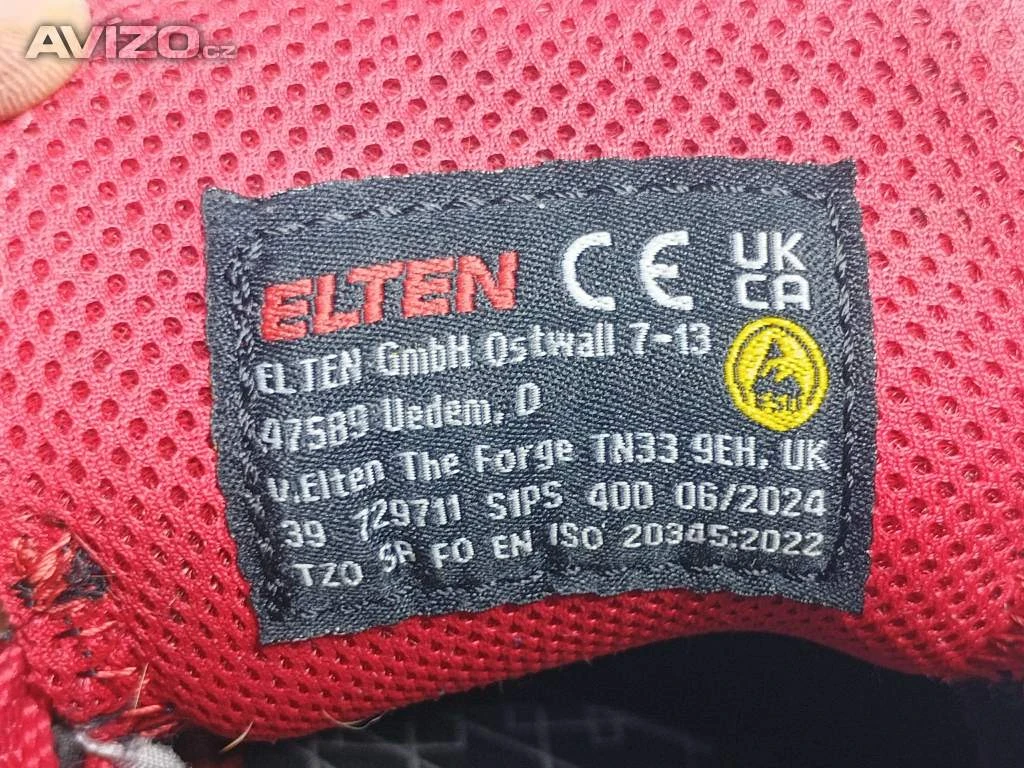 AVÍZO.cz
ELTEN CE UK CA
ELTEN GmbH Ostwall 7-13
ESD
47589 Uedem, D
V.Elten The Forge TN33 9EH, UK
39 729711 S1PS 400 06/2024
TZO SR FO EN ISO 20345:2022